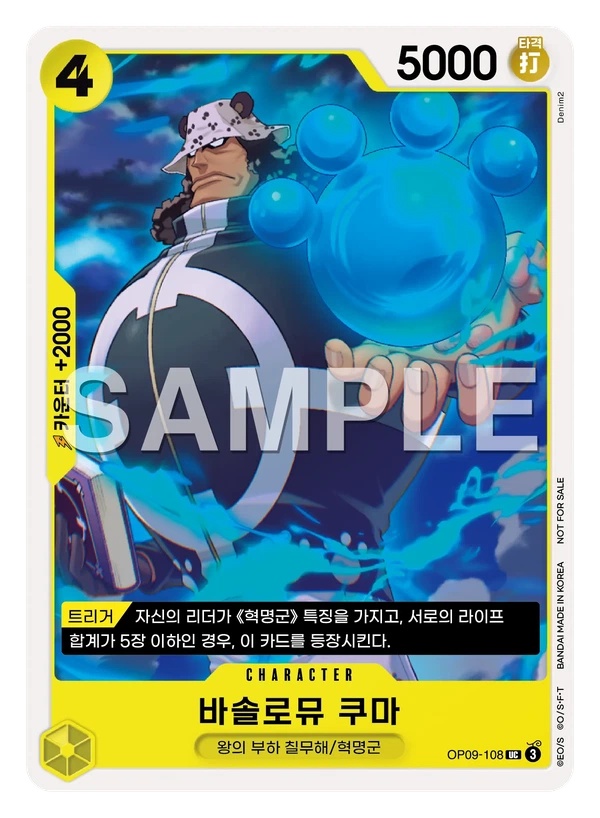 4
5000
타격
打
Denim2
카운터 +2000
SAMPLE
트리거 자신의 리더가 《혁명군》 특징을 가지고, 서로의 라이프
합계가 5장 이하인 경우, 이 카드를 등장시킨다.
CHARACTER
바솔로뮤 쿠마
왕의 부하 칠무해/혁명군
OP09-108 UC 3
©EO/S ©O/S·F·T BANDAI MADE IN KOREA NOT FOR SALE